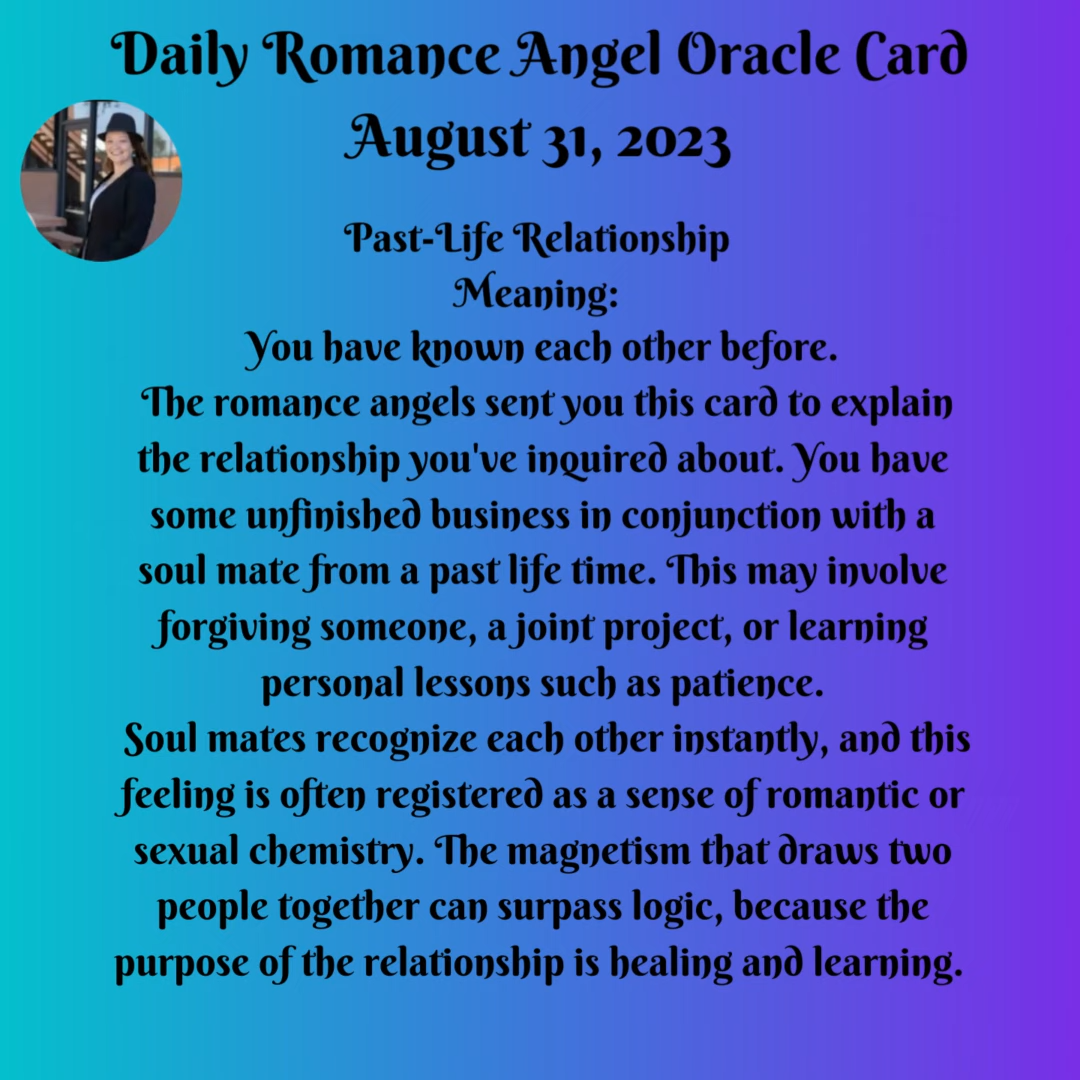 Daily Romance Angel Oracle Card
August 31, 2023
Past-Life Relationship
Meaning:
You have known each other before.
The romance angels sent you this card to explain
the relationship you've inquired about. You have
some unfinished business in conjunction with a
soul mate from a past life time. This may involve
forgiving someone, a joint project, or learning
personal lessons such as patience.
Soul mates recognize each other instantly, and this
feeling is often registered as a sense of romantic or
sexual chemistry. The magnetism that draws two
people together can surpass logic, because the
purpose of the relationship is healing and learning.